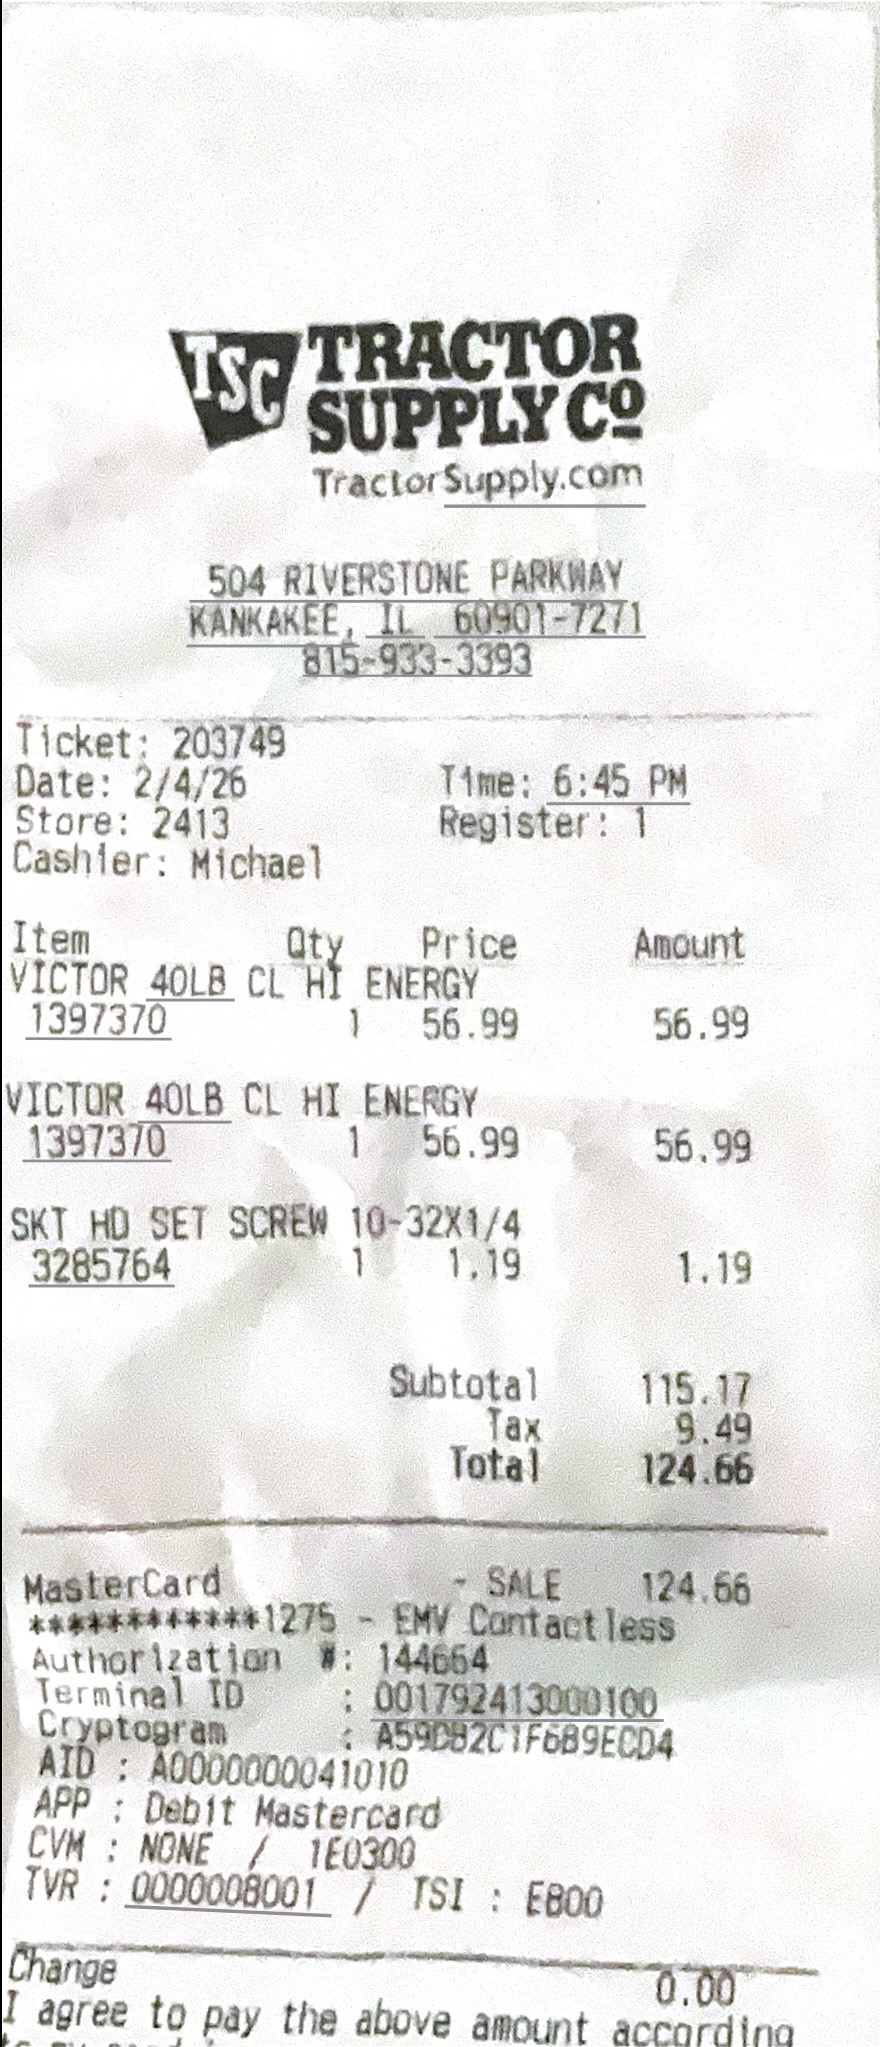 TSC TRACTOR
SUPPLY Co
TractorSupply.com
504 RIVERSTONE PARKWAY
KANKAKEE, IL 60901-7271
815-933-3393
Ticket: 203749
Date: 2/4/26 Time: 6:45 PM
Store: 2413 Register: 1
Cashier: Michael
Item Qty Price Amount
VICTOR 40LB CL HI ENERGY
1397370 1 56.99 56.99
VICTOR 40LB CL HI ENERGY
1397370 1 56.99 56.99
SKT HD SET SCREW 10-32X1/4
3285764 1 1.19 1.19
Subtotal 115.17
Tax 9.49
Total 124.66
MasterCard - SALE 124.66
************1275 - EMV Contactless
Authorization #: 144664
Terminal ID : 001792413000100
Cryptogram : A59DB2C1F6B9ECD4
AID : A0000000041010
APP : Debit Mastercard
CVM : NONE / 1E0300
TVR : 0000008001 / TSI : E800
Change 0.00
I agree to pay the above amount according